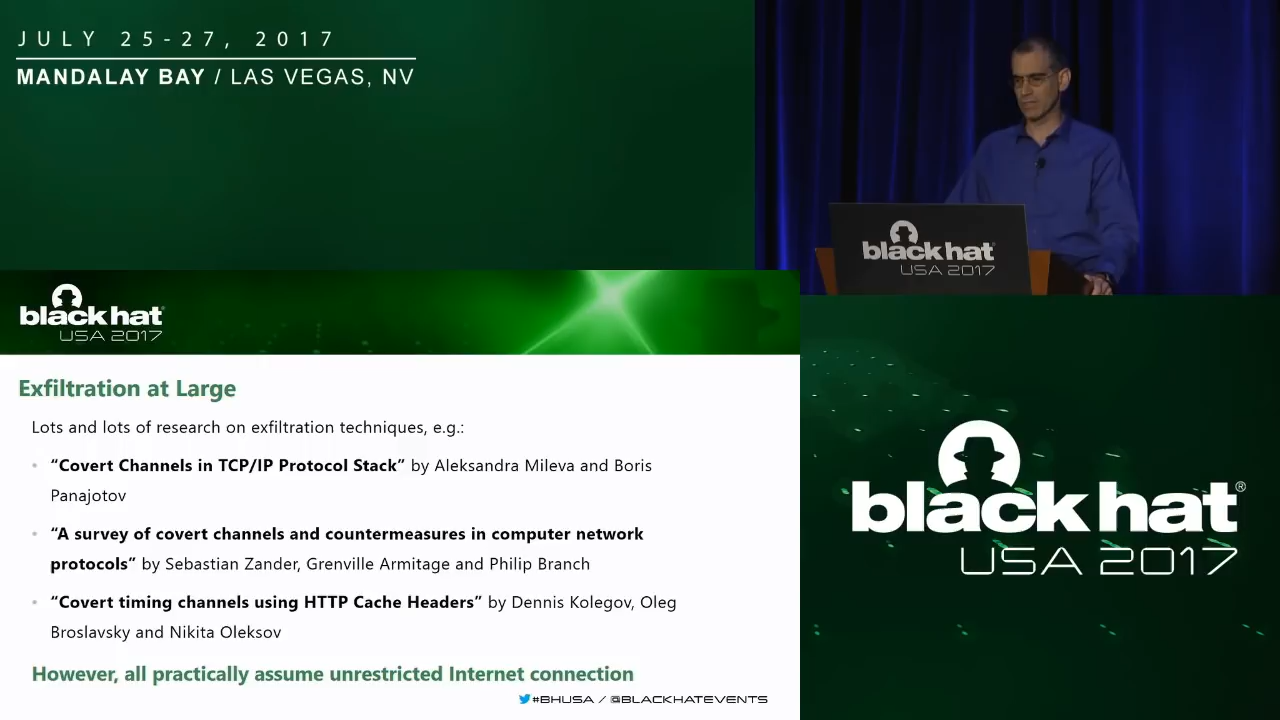 JULY 25-27, 2017
MANDALAY BAY / LAS VEGAS, NV
black hat
USA 2017
black hat
USA 2017
Exfiltration at Large
Lots and lots of research on exfiltration techniques, e.g.:
• “Covert Channels in TCP/IP Protocol Stack” by Aleksandra Mileva and Boris
Panajotov
• “A survey of covert channels and countermeasures in computer network
protocols” by Sebastian Zander, Grenville Armitage and Philip Branch
• “Covert timing channels using HTTP Cache Headers” by Dennis Kolegov, Oleg
Broslavsky and Nikita Oleksov
However, all practically assume unrestricted Internet connection
#BHUSA / @BLACKHATEVENTS
black hat®
USA 2017